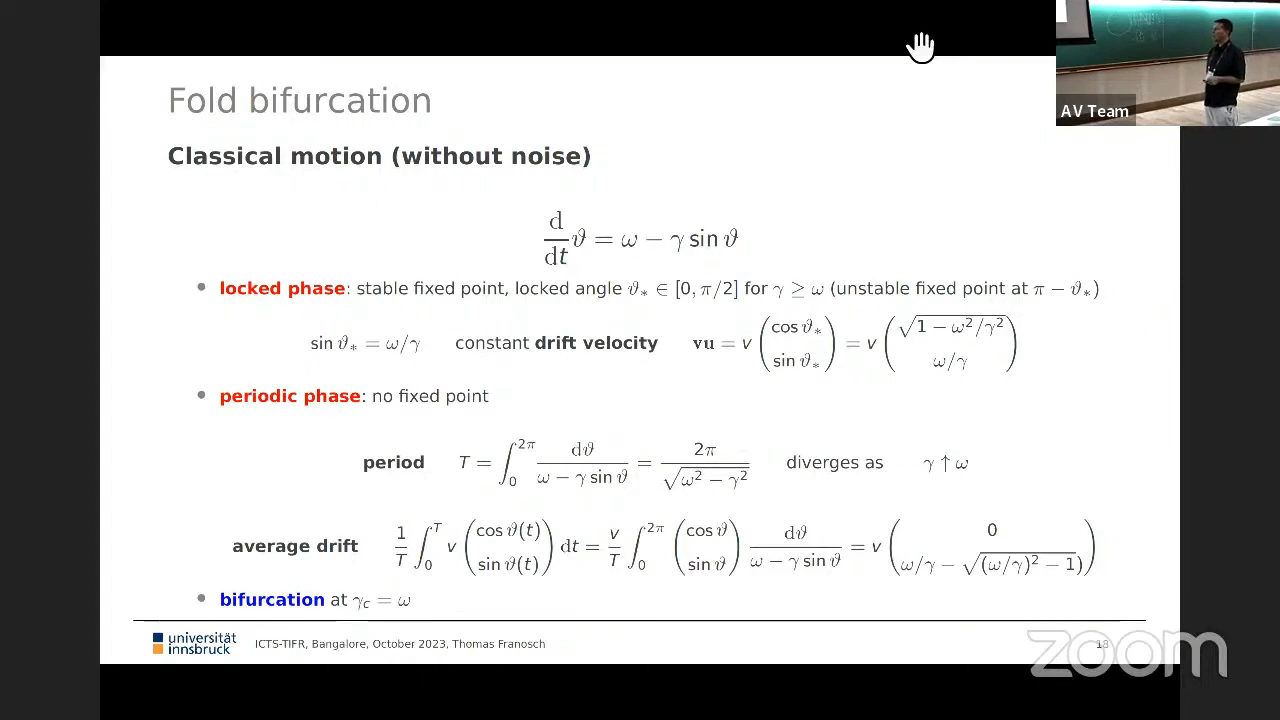 Fold bifurcation
AV Team
Classical motion (without noise)
d/dt ϑ = ω − γ sin ϑ
• locked phase: stable fixed point, locked angle ϑ∗ ∈ [0, π/2] for γ ≥ ω (unstable fixed point at π − ϑ∗)
sin ϑ∗ = ω/γ constant drift velocity vu = v (cos ϑ∗ sin ϑ∗) = v (√(1 − ω²/γ²) ω/γ)
• periodic phase: no fixed point
period T = ∫₀^2π dϑ/(ω − γ sin ϑ) = 2π/√(ω² − γ²) diverges as γ ↑ ω
average drift 1/T ∫₀^T v (cos ϑ(t) sin ϑ(t)) dt = v/T ∫₀^2π (cos ϑ sin ϑ) dϑ/(ω − γ sin ϑ) = v (0 ω/γ − √((ω/γ)² − 1))
• bifurcation at γc = ω
universität
innsbruck
ICTS-TIFR, Bangalore, October 2023, Thomas Franosch
18
zoom